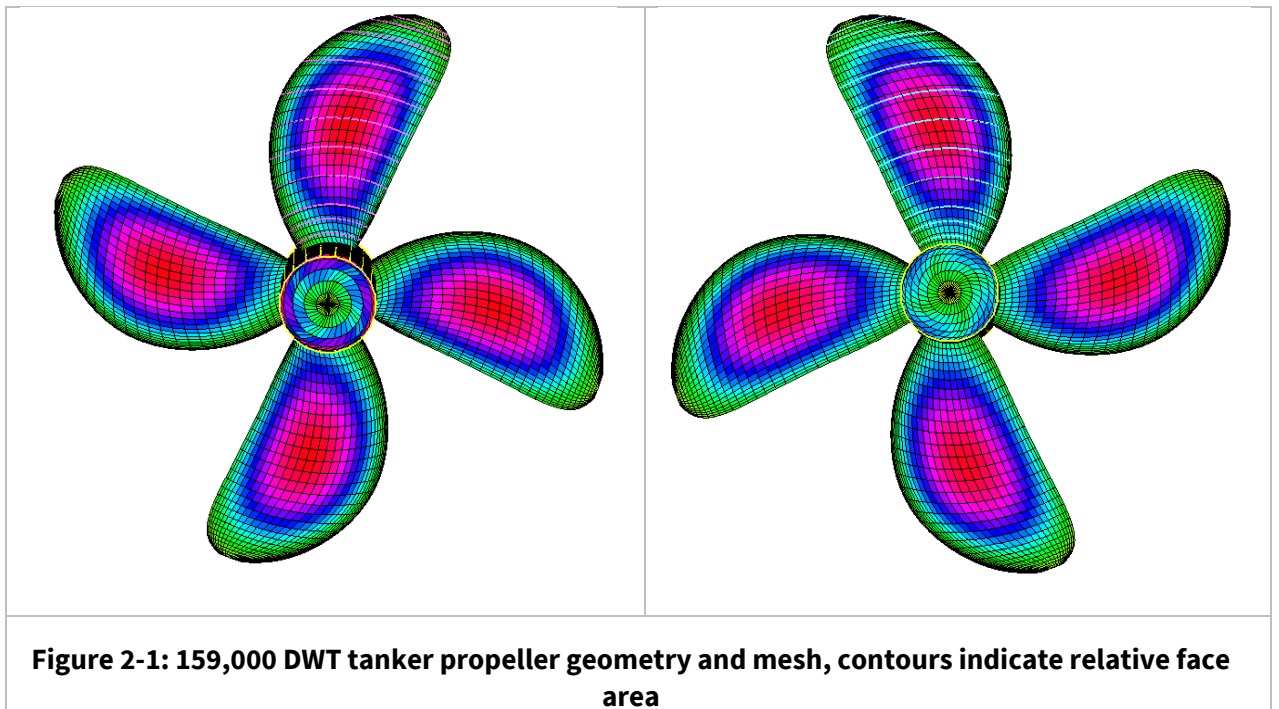 Figure 2-1: 159,000 DWT tanker propeller geometry and mesh, contours indicate relative face
area